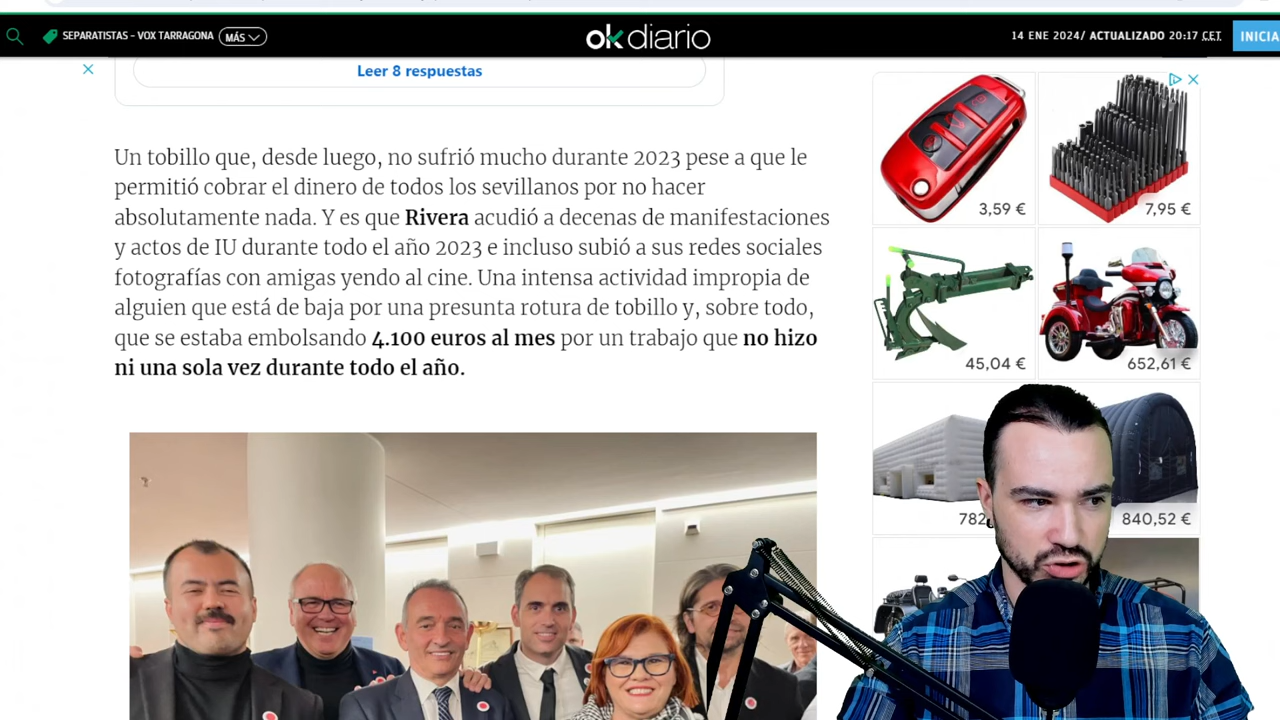 SEPARATISTAS - VOX TARRAGONA
MÁS
okdiario
14 ENE 2024/ ACTUALIZADO 20:17 CET
INICIA
Leer 8 respuestas
Un tobillo que, desde luego, no sufrió mucho durante 2023 pese a que le
permitió cobrar el dinero de todos los sevillanos por no hacer
absolutamente nada. Y es que Rivera acudió a decenas de manifestaciones
y actos de IU durante todo el año 2023 e incluso subió a sus redes sociales
fotografías con amigas yendo al cine. Una intensa actividad impropia de
alguien que está de baja por una presunta rotura de tobillo y, sobre todo,
que se estaba embolsando 4.100 euros al mes por un trabajo que no hizo
ni una sola vez durante todo el año.
3,59 €
7,95 €
45,04 €
652,61 €
782
840,52 €